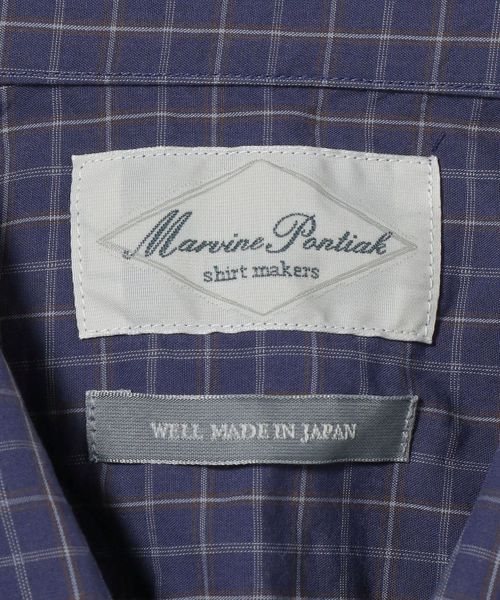 Marvine Pontiak
shirt makers
WELL MADE IN JAPAN